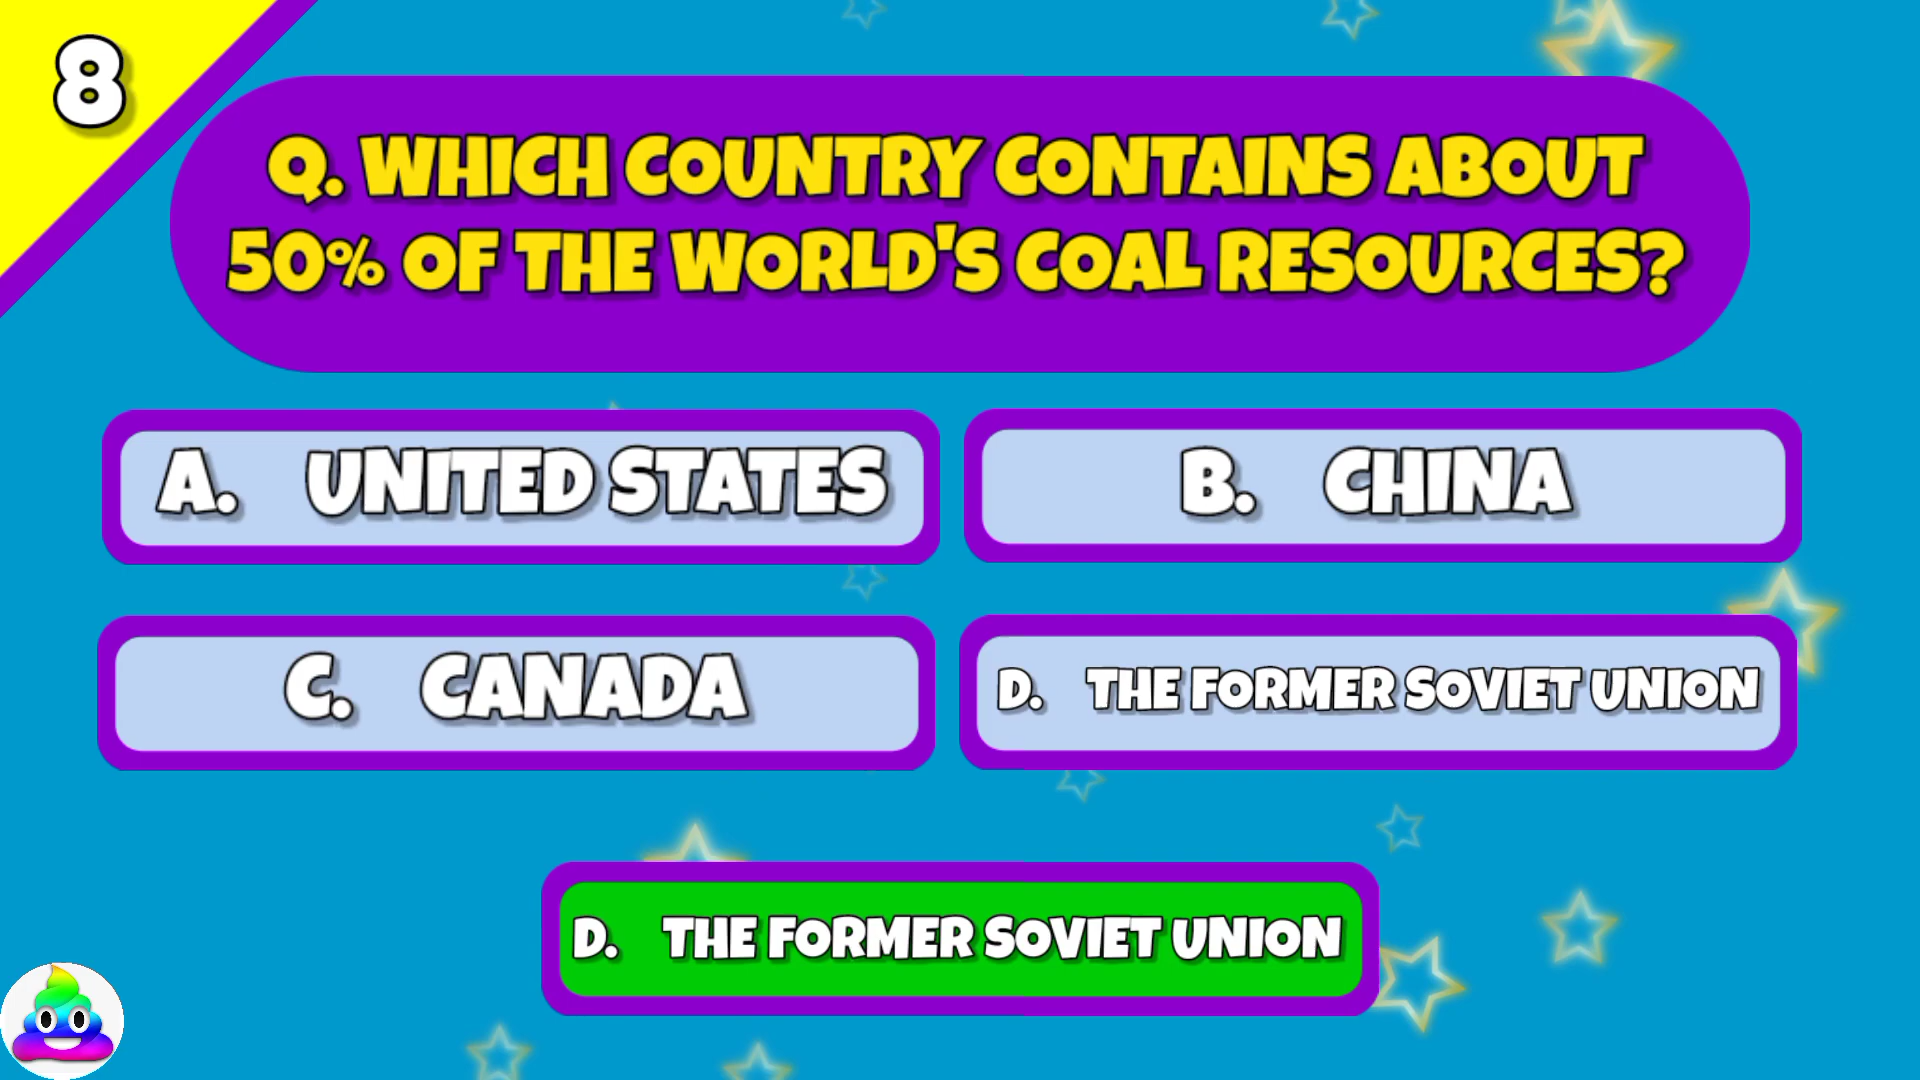 8
Q. WHICH COUNTRY CONTAINS ABOUT
50% OF THE WORLD'S COAL RESOURCES?
A. UNITED STATES
B. CHINA
C. CANADA
D. THE FORMER SOVIET UNION
D. THE FORMER SOVIET UNION